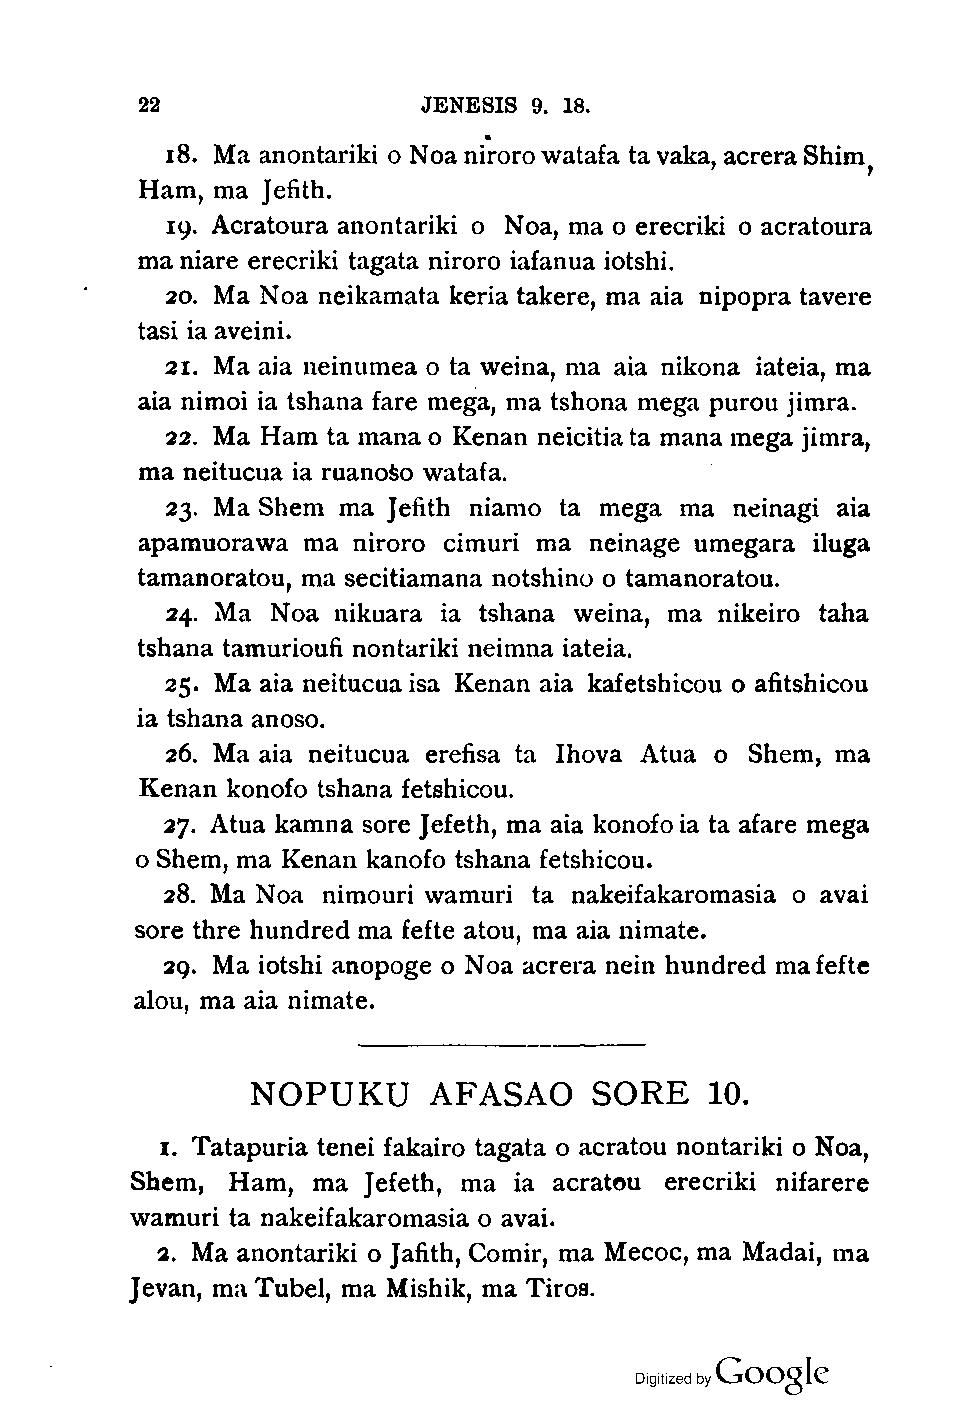 22 JENESIS 9. 18.
18. Ma anontariki o Noa niroro watafa ta vaka, acrera Shim,
Ham, ma Jefith.
19. Acratoura anontariki o Noa, ma o erecriki o acratoura
ma niare erecriki tagata niroro iafanua iotshi.
20. Ma Noa neikamata keria takere, ma aia nipopra tavere
tasi ia aveini.
21. Ma aia neinumea o ta weina, ma aia nikona iateia, ma
aia nimoi ia tshana fare mega, ma tshona mega purou jimra.
22. Ma Ham ta mana o Kenan neicitia ta mana mega jimra,
ma neitucua ia ruanoso watafa.
23. Ma Shem ma Jefith niamo ta mega ma neinagi aia
apamuorawa ma niroro cimuri ma neinage umegara iluga
tamanoratou, ma secitiamana notshino o tamanoratou.
24. Ma Noa nikuara ia tshana weina, ma nikeiro taha
tshana tamurioufi nontariki neimna iateia.
25. Ma aia neitucua isa Kenan aia kafetshicou o afitshicou
ia tshana anoso.
26. Ma aia neitucua erefisa ta Ihova Atua o Shem, ma
Kenan konofo tshana fetshicou.
27. Atua kamna sore Jefeth, ma aia konofo ia ta afare mega
o Shem, ma Kenan kanofo tshana fetshicou.
28. Ma Noa nimouri wamuri ta nakeifakaromasia o avai
sore thre hundred ma fefte atou, ma aia nimate.
29. Ma iotshi anopoge o Noa acrera nein hundred ma fefte
alou, ma aia nimate.
NOPUKU AFASAO SORE 10.
1. Tatapuria tenei fakairo tagata o acratou nontariki o Noa,
Shem, Ham, ma Jefeth, ma ia acratou erecriki nifarere
wamuri ta nakeifakaromasia o avai.
2. Ma anontariki o Jafith, Comir, ma Mecoc, ma Madai, ma
Jevan, ma Tubel, ma Mishik, ma Tiros.
Digitized by Google